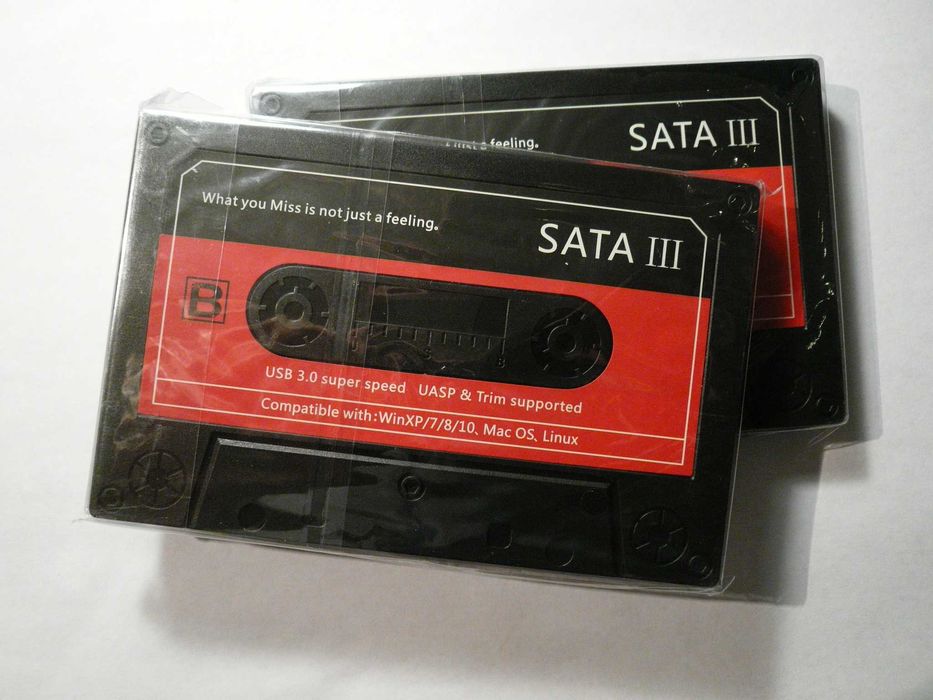 feeling。
SATA III
What you Miss is not just a feeling。
SATA III
B
USB 3.0 super speed UASP & Trim supported
Compatible with:WinXP/7/8/10、Mac OS、Linux